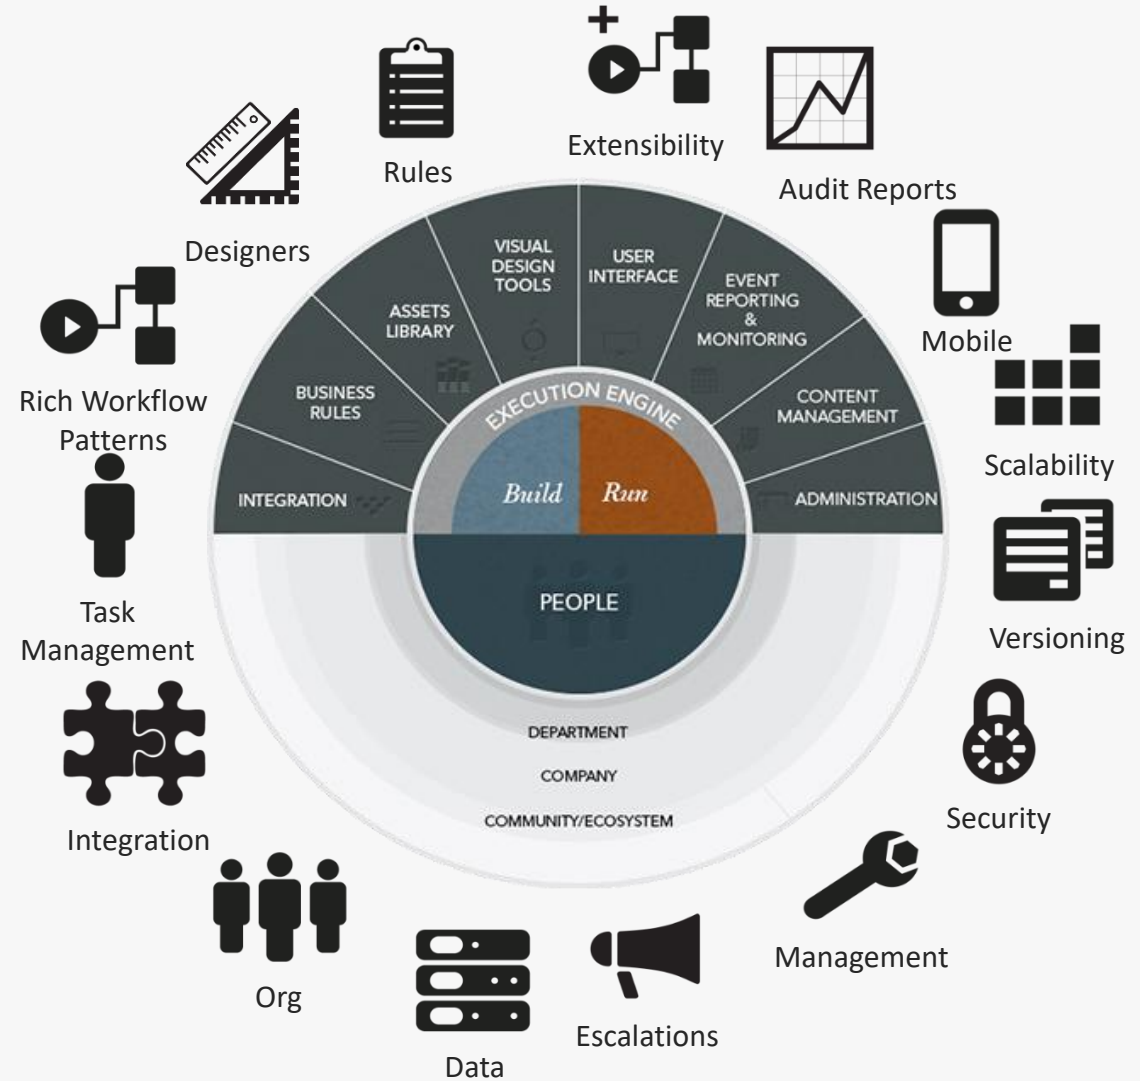 Extensibility
Rules
Audit Reports
Designers
Mobile
Rich Workflow
Patterns
Scalability
Task
Management
Versioning
Integration
Security
Org
Management
Data
Escalations
INTEGRATION
BUSINESS
RULES
ASSETS
LIBRARY
VISUAL
DESIGN
TOOLS
USER
INTERFACE
EVENT
REPORTING
&
MONITORING
CONTENT
MANAGEMENT
ADMINISTRATION
EXECUTION ENGINE
Build
Run
PEOPLE
DEPARTMENT
COMPANY
COMMUNITY/ECOSYSTEM